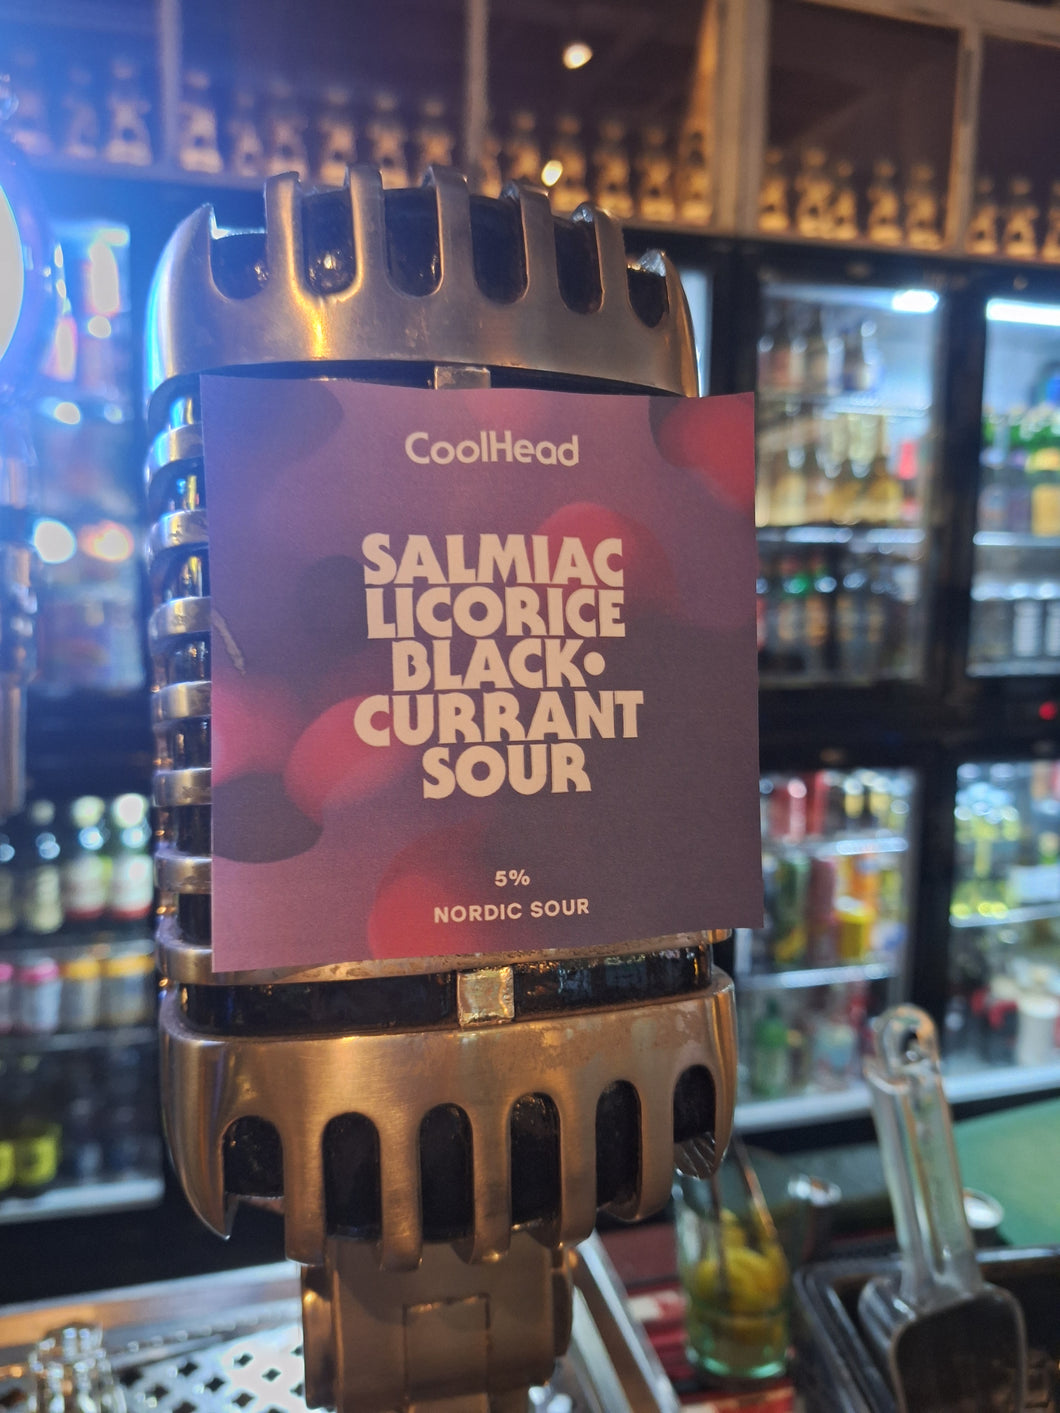 CoolHead
SALMIAC
LICORICE
BLACK•
CURRANT
SOUR
5%
NORDIC SOUR